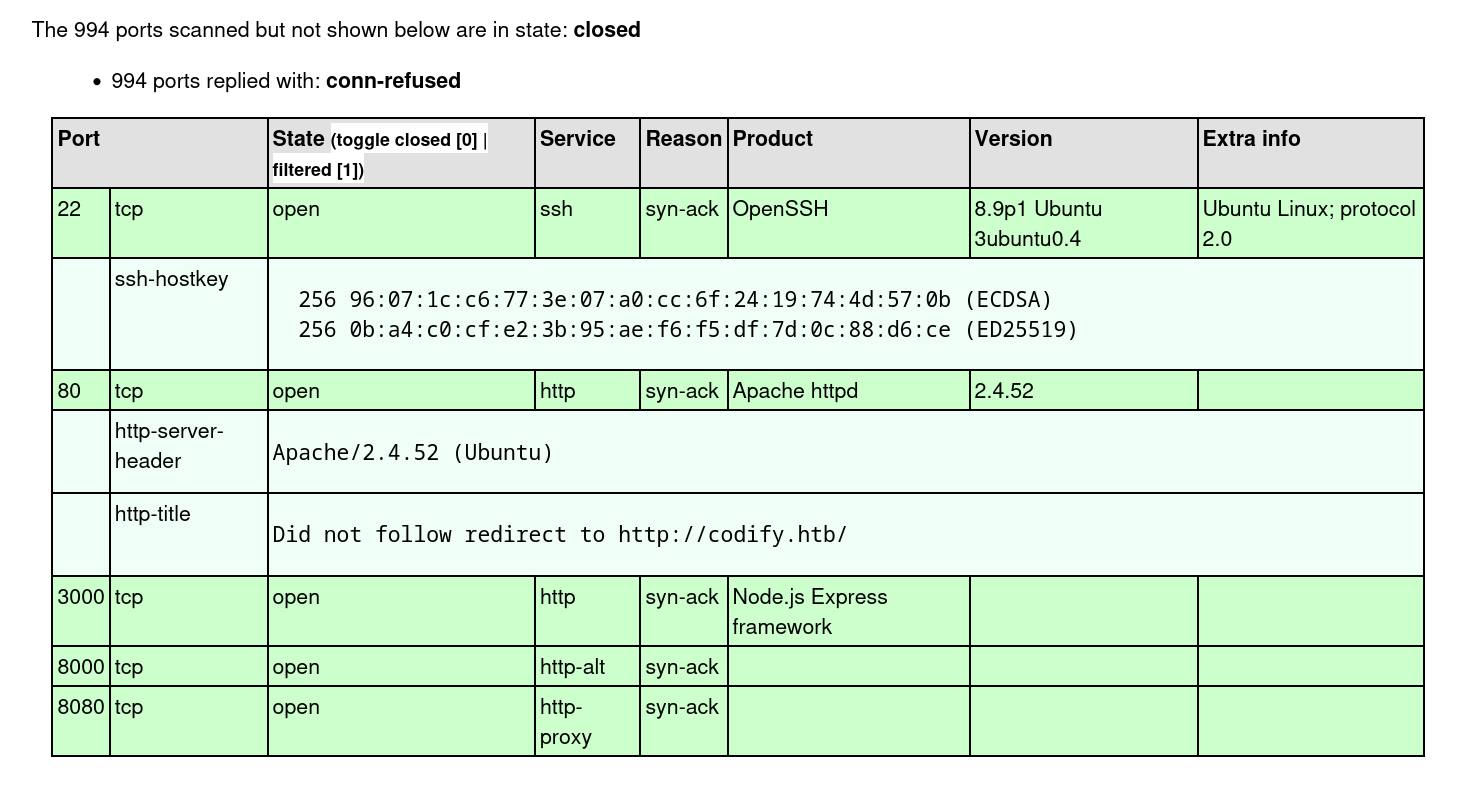 The 994 ports scanned but not shown below are in state: closed
• 994 ports replied with: conn-refused
Port State (toggle closed [0] | filtered [1]) Service Reason Product Version Extra info
22 tcp open ssh syn-ack OpenSSH 8.9p1 Ubuntu 3ubuntu0.4 Ubuntu Linux; protocol 2.0
ssh-hostkey
256 96:07:1c:c6:77:3e:07:a0:cc:6f:24:19:74:4d:57:0b (ECDSA)
256 0b:a4:c0:cf:e2:3b:95:ae:f6:f5:df:7d:0c:88:d6:ce (ED25519)
80 tcp open http syn-ack Apache httpd 2.4.52
http-server-header
Apache/2.4.52 (Ubuntu)
http-title
Did not follow redirect to http://codify.htb/
3000 tcp open http syn-ack Node.js Express framework
8000 tcp open http-alt syn-ack
8080 tcp open http-proxy syn-ack